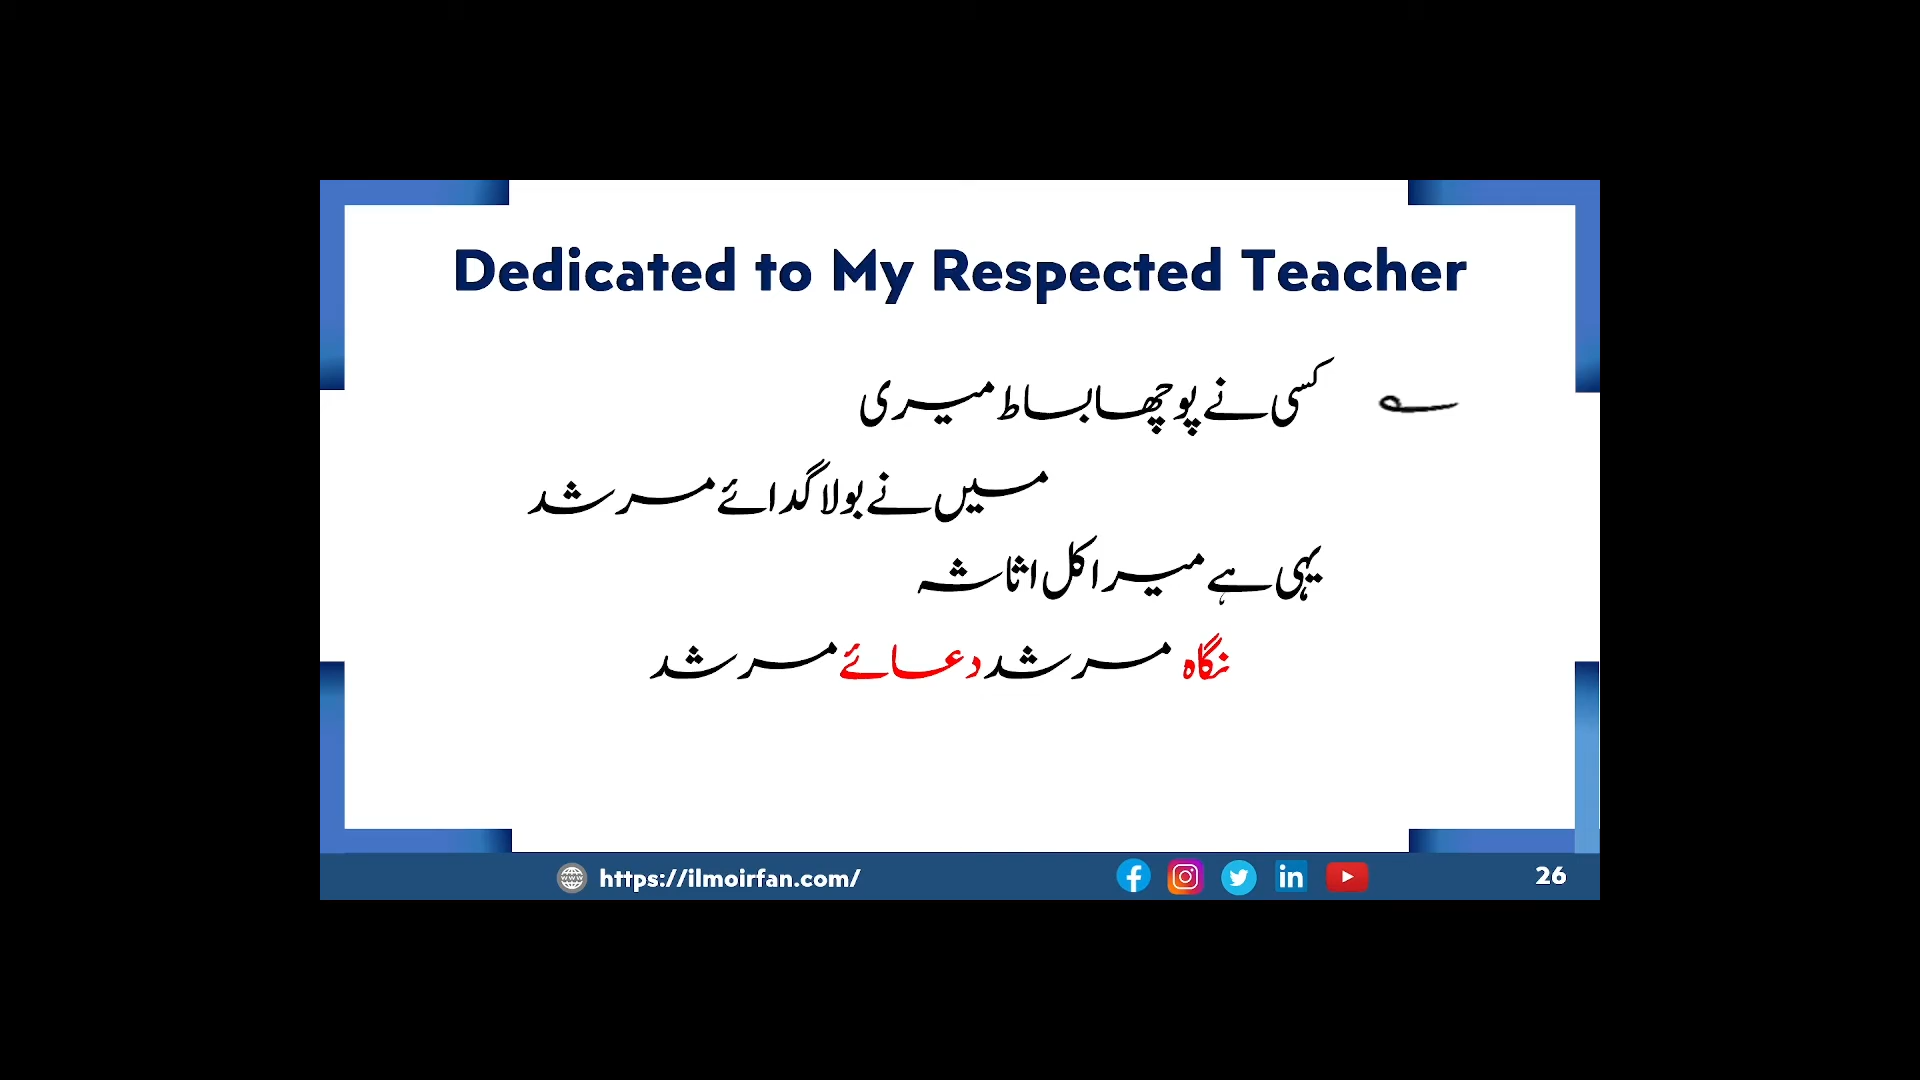 Dedicated to My Respected Teacher
؎ کسی نے پوچھا بساط میری
میں نے بولا گدائے مرشد
یہی ہے میرا کل اثاثہ
نگاہ مرشد دعائے مرشد
https://ilmoirfan.com/
26